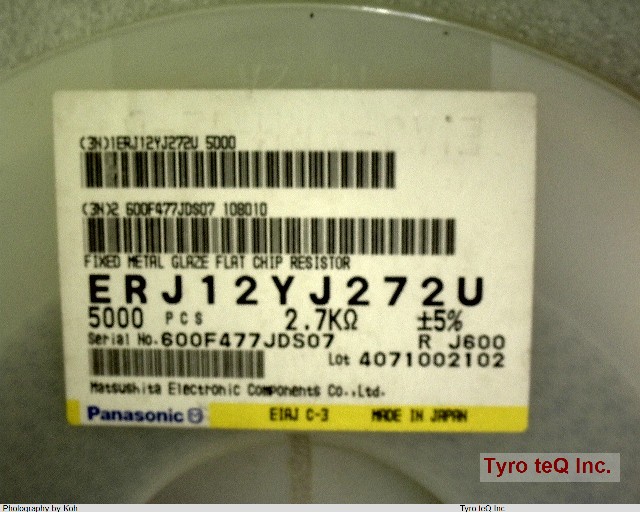 (3N)1ERJ12YJ272U 5000
(3N)2 600F477JDS07 108010
FIXED METAL GLAZE FLAT CHIP RESISTOR
ERJ12YJ272U
5000 PCS 2.7KΩ ±5%
Serial No.600F477JDS07 R J600
Lot 4071002102
Matsushita Electronic Components Co.,Ltd.
Panasonic EIAJ C-3 MADE IN JAPAN
Tyro teQ Inc.
Photography by Koh Tyro teQ Inc